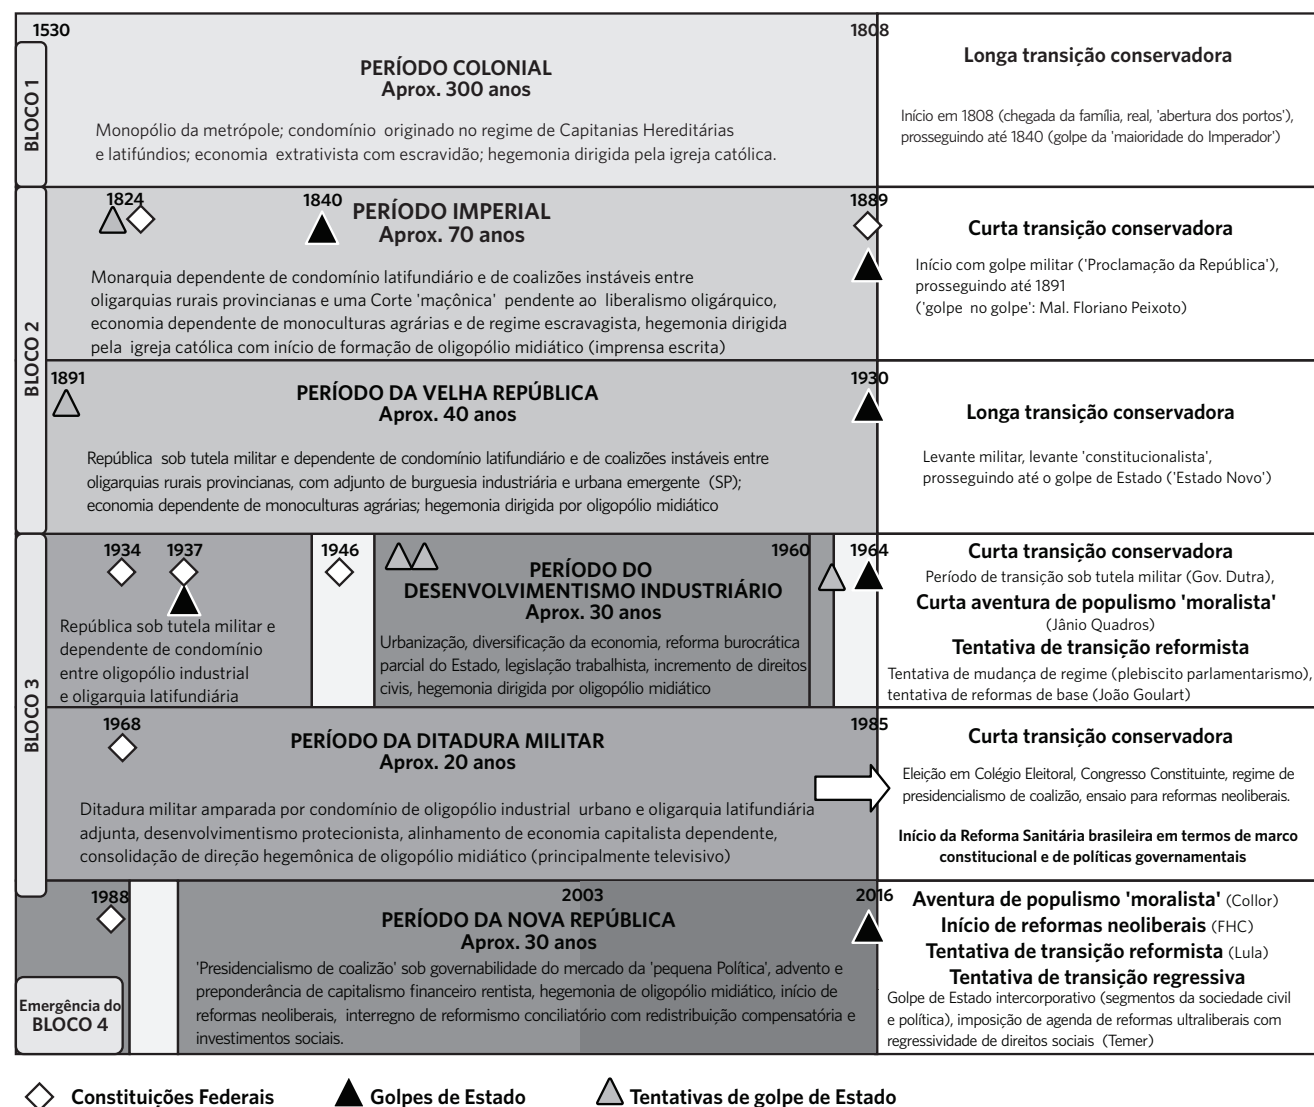 1530
1808
BLOCO 1
PERÍODO COLONIAL
Aprox. 300 anos
Monopólio da metrópole; condomínio originado no regime de Capitanias Hereditárias
e latifúndios; economia extrativista com escravidão; hegemonia dirigida pela igreja católica.
Longa transição conservadora
Início em 1808 (chegada da família, real, 'abertura dos portos'),
prosseguindo até 1840 (golpe da 'maioridade do Imperador')
BLOCO 2
1824
1840
1889
PERÍODO IMPERIAL
Aprox. 70 anos
Monarquia dependente de condomínio latifundiário e de coalizões instáveis entre
oligarquias rurais provincianas e uma Corte 'maçônica' pendente ao liberalismo oligárquico,
economia dependente de monoculturas agrárias e de regime escravagista, hegemonia dirigida
pela igreja católica com início de formação de oligopólio midiático (imprensa escrita)
Curta transição conservadora
Início com golpe militar ('Proclamação da República'),
prosseguindo até 1891
('golpe no golpe': Mal. Floriano Peixoto)
1891
1930
PERÍODO DA VELHA REPÚBLICA
Aprox. 40 anos
República sob tutela militar e dependente de condomínio latifundiário e de coalizões instáveis entre
oligarquias rurais provincianas, com adjunto de burguesia industriária e urbana emergente (SP);
economia dependente de monoculturas agrárias; hegemonia dirigida por oligopólio midiático
Longa transição conservadora
Levante militar, levante 'constitucionalista',
prosseguindo até o golpe de Estado ('Estado Novo')
BLOCO 3
1934
1937
1946
1960
1964
República sob tutela militar e
dependente de condomínio
entre oligopólio industrial
e oligarquia latifundiária
PERÍODO DO
DESENVOLVIMENTISMO INDUSTRIÁRIO
Aprox. 30 anos
Urbanização, diversificação da economia, reforma burocrática
parcial do Estado, legislação trabalhista, incremento de direitos
civis, hegemonia dirigida por oligopólio midiático
Curta transição conservadora
Período de transição sob tutela militar (Gov. Dutra),
Curta aventura de populismo 'moralista'
(Jânio Quadros)
Tentativa de transição reformista
Tentativa de mudança de regime (plebiscito parlamentarismo),
tentativa de reformas de base (João Goulart)
1968
1985
PERÍODO DA DITADURA MILITAR
Aprox. 20 anos
Ditadura militar amparada por condomínio de oligopólio industrial urbano e oligarquia latifundiária
adjunta, desenvolvimentismo protecionista, alinhamento de economia capitalista dependente,
consolidação de direção hegemônica de oligopólio midiático (principalmente televisivo)
Curta transição conservadora
Eleição em Colégio Eleitoral, Congresso Constituinte, regime de
presidencialismo de coalizão, ensaio para reformas neoliberais.
Início da Reforma Sanitária brasileira em termos de marco
constitucional e de políticas governamentais
1988
2003
2016
Emergência do
BLOCO 4
PERÍODO DA NOVA REPÚBLICA
Aprox. 30 anos
'Presidencialismo de coalizão' sob governabilidade do mercado da 'pequena Política', advento e
preponderância de capitalismo financeiro rentista, hegemonia de oligopólio midiático, início de
reformas neoliberais, interregno de reformismo conciliatório com redistribuição compensatória e
investimentos sociais.
Aventura de populismo 'moralista' (Collor)
Início de reformas neoliberais (FHC)
Tentativa de transição reformista (Lula)
Tentativa de transição regressiva
Golpe de Estado intercorporativo (segmentos da sociedade civil
e política), imposição de agenda de reformas ultraliberais com
regressividade de direitos sociais (Temer)
Constituições Federais
Golpes de Estado
Tentativas de golpe de Estado